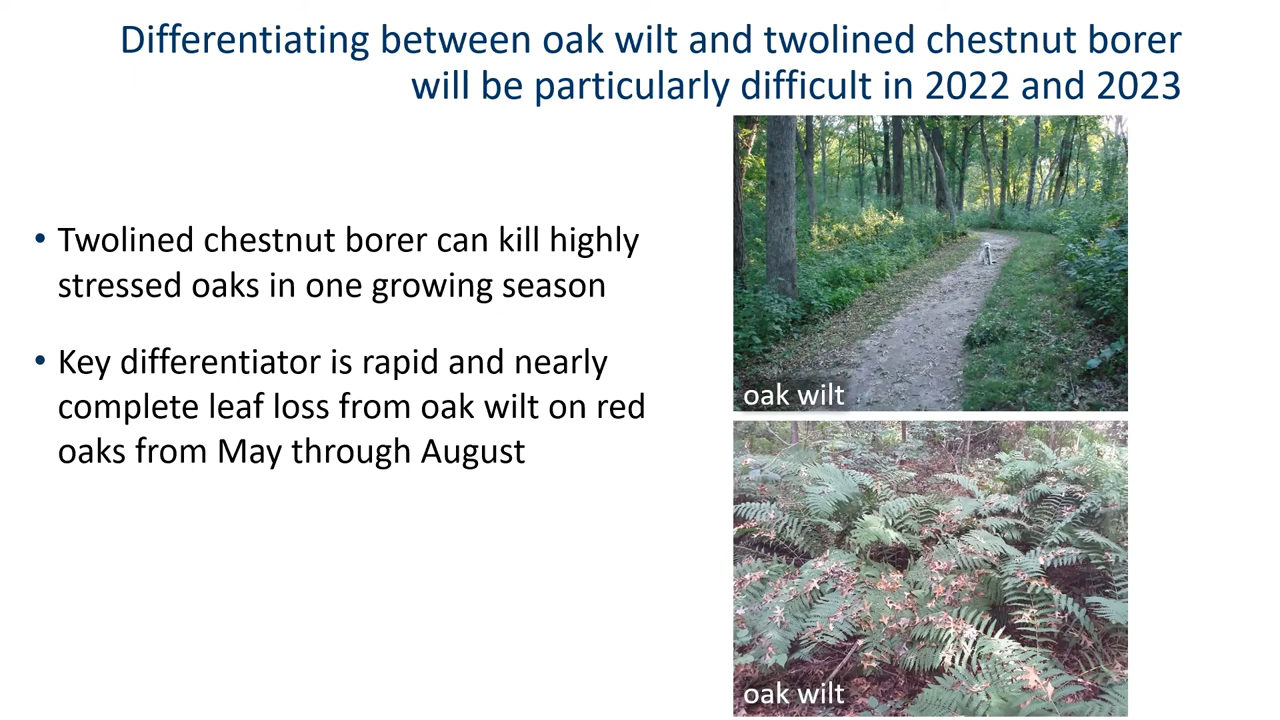 Differentiating between oak wilt and twolined chestnut borer
will be particularly difficult in 2022 and 2023
• Twolined chestnut borer can kill highly
stressed oaks in one growing season
• Key differentiator is rapid and nearly
complete leaf loss from oak wilt on red
oaks from May through August
oak wilt
oak wilt